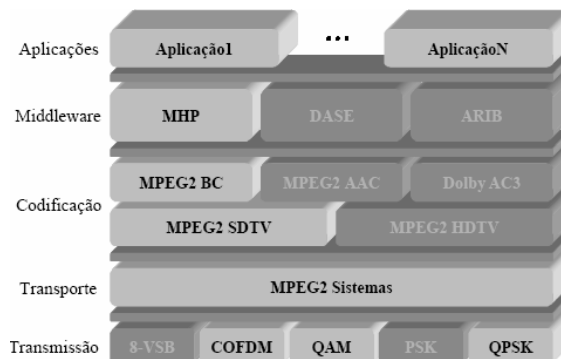 Aplicações Aplicação1 ... AplicaçãoN
Middleware MHP DASE ARIB
MPEG2 BC MPEG2 AAC Dolby AC3
Codificação
MPEG2 SDTV MPEG2 HDTV
Transporte MPEG2 Sistemas
Transmissão 8-VSB COFDM QAM PSK QPSK